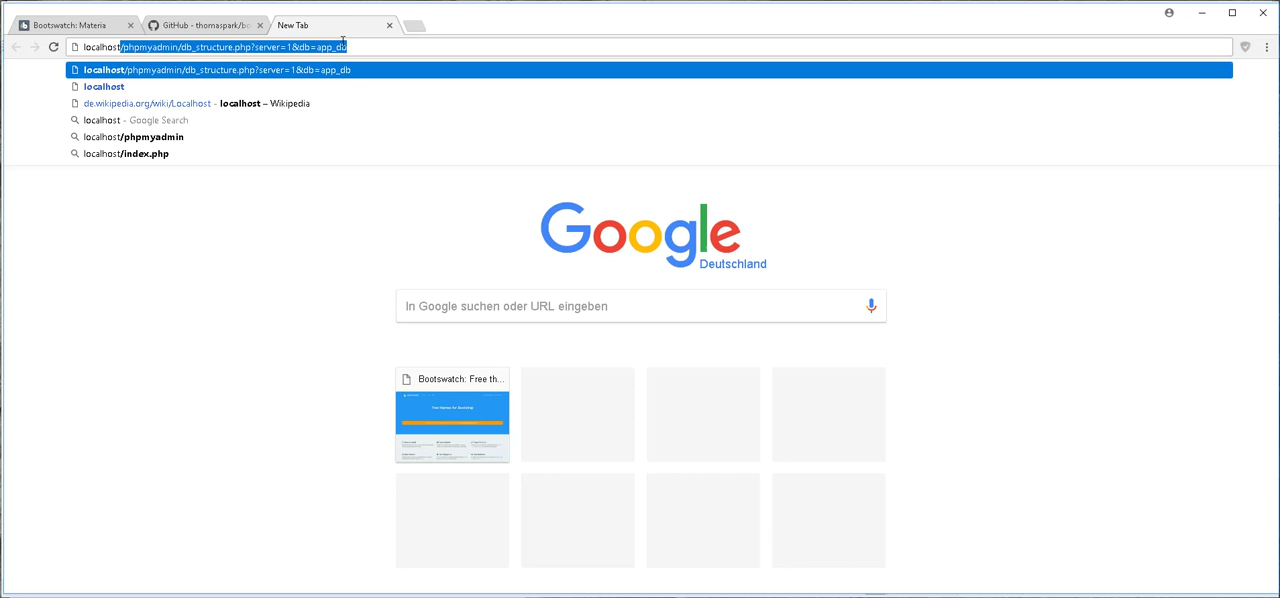 Bootswatch: Materia
GitHub - thomaspark/bo
New Tab
localhost/phpmyadmin/db_structure.php?server=1&db=app_db
localhost/phpmyadmin/db_structure.php?server=1&db=app_db
localhost
de.wikipedia.org/wiki/Localhost - localhost – Wikipedia
localhost - Google Search
localhost/phpmyadmin
localhost/index.php
Google
Deutschland
In Google suchen oder URL eingeben
Bootswatch: Free th...